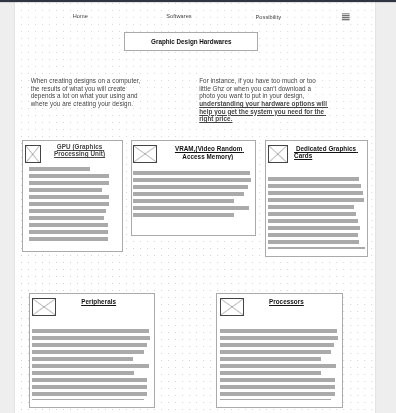 Home Softwares Possibility
Graphic Design Hardwares
When creating designs on a computer,
the results of what you will create
depends a lot on what your using and
where you are creating your design.
For instance, if you have too much or too
little Ghz or when you can't download a
photo you want to put in your design,
understanding your hardware options will
help you get the system you need for the
right price.
GPU (Graphics
Processing Unit)
VRAM,(Video Random
Access Memory)
Dedicated Graphics
Cards
Peripherals
Processors